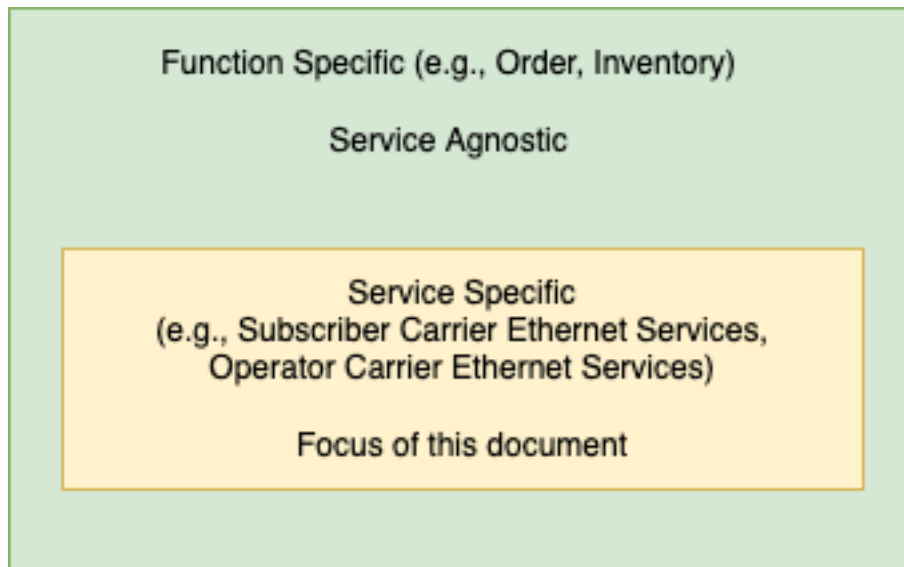 Function Specific (e.g., Order, Inventory)
Service Agnostic
Service Specific
(e.g., Subscriber Carrier Ethernet Services,
Operator Carrier Ethernet Services)
Focus of this document